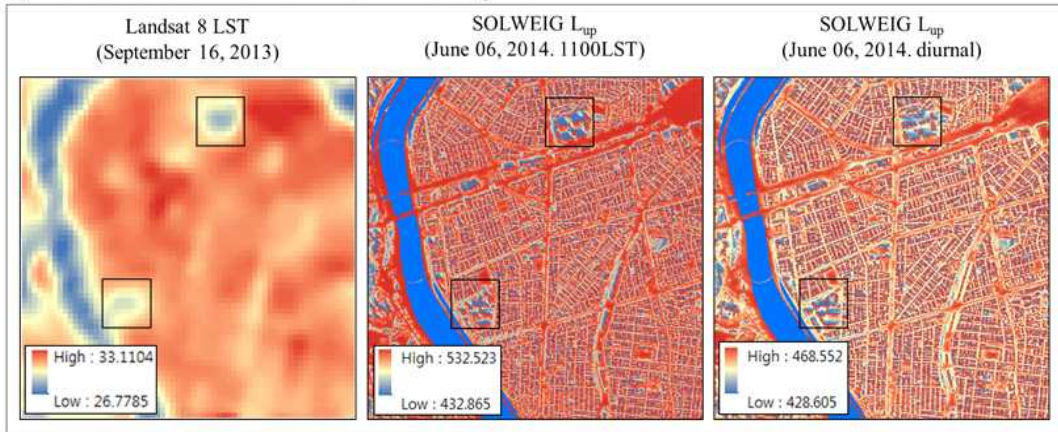 Landsat 8 LST
(September 16, 2013)
SOLWEIG Lup
(June 06, 2014. 1100LST)
SOLWEIG Lup
(June 06, 2014. diurnal)
High : 33.1104
Low : 26.7785
High : 532.523
Low : 432.865
High : 468.552
Low : 428.605